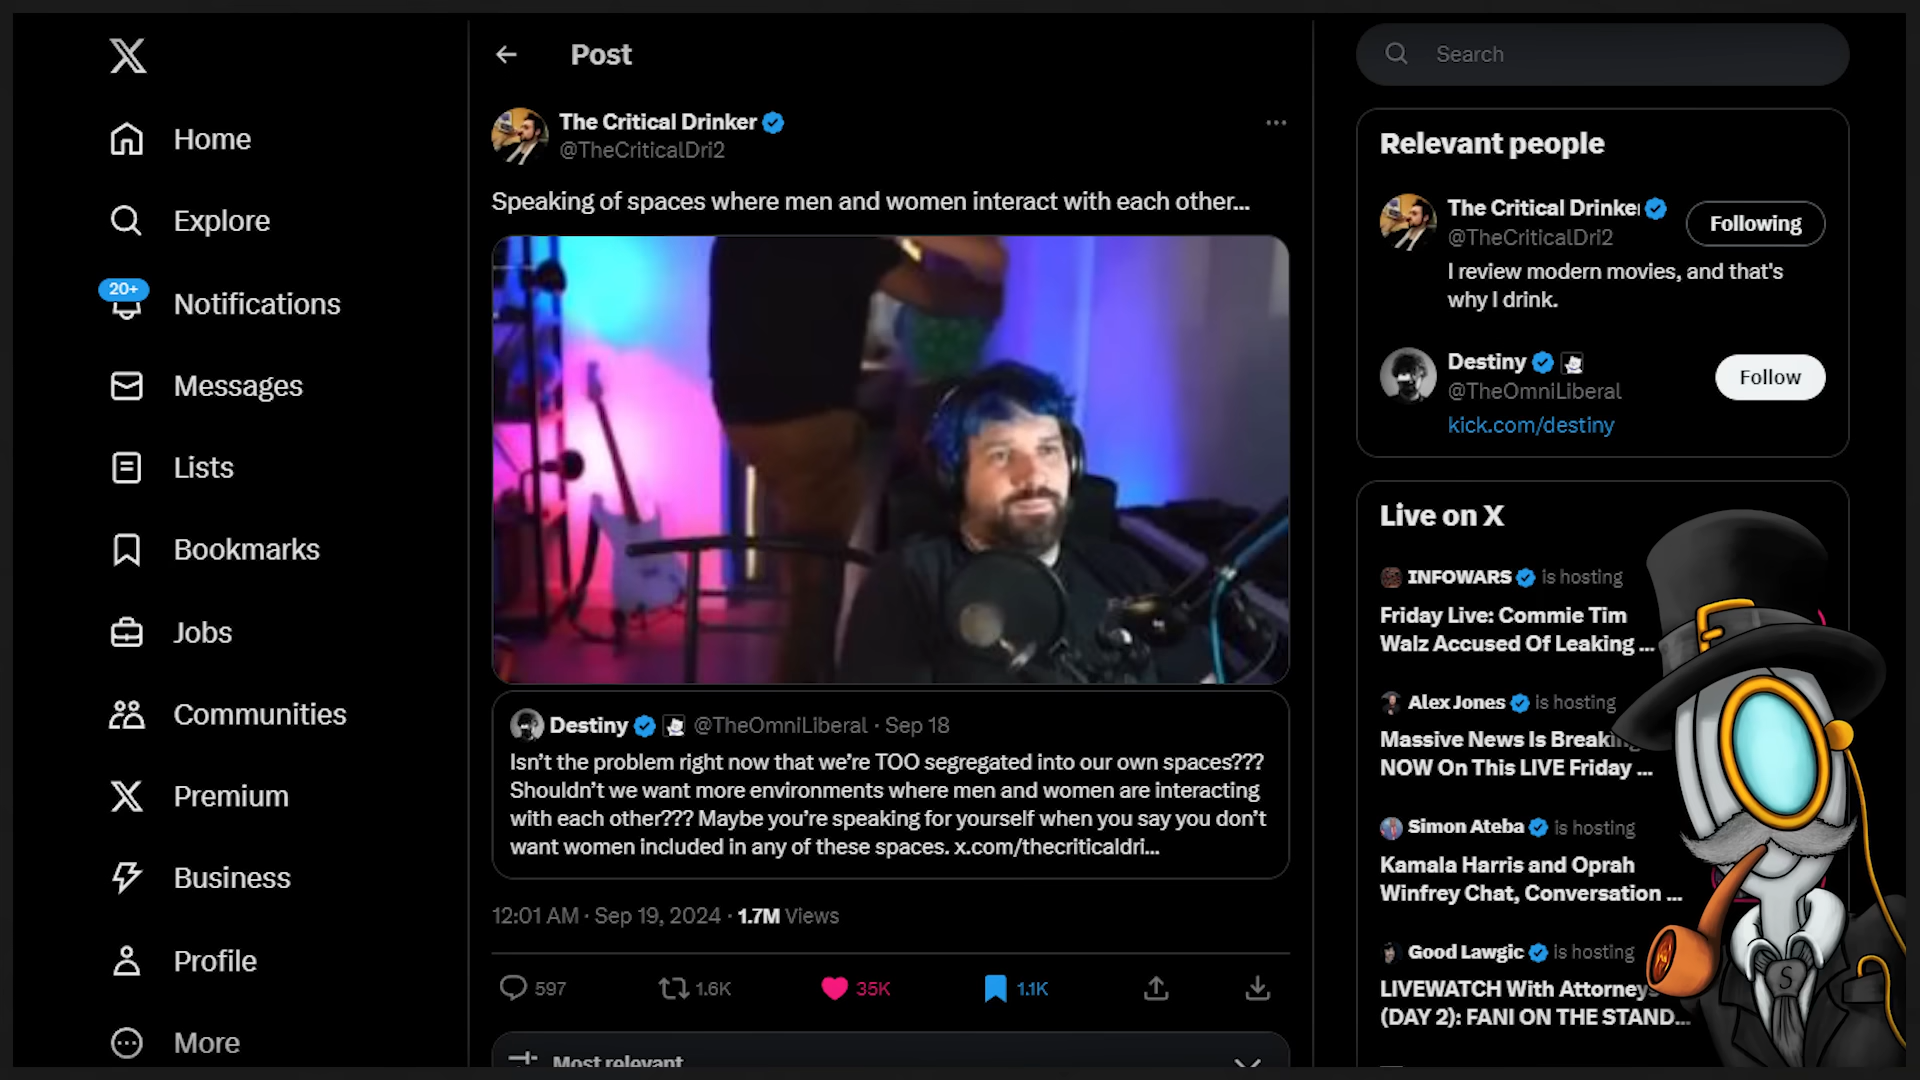 Home
Explore
20+
Notifications
Messages
Lists
Bookmarks
Jobs
Communities
Premium
Business
Profile
More
Post
The Critical Drinker
@TheCriticalDri2
Speaking of spaces where men and women interact with each other...
Destiny @TheOmniLiberal · Sep 18
Isn't the problem right now that we're TOO segregated into our own spaces???
Shouldn't we want more environments where men and women are interacting
with each other??? Maybe you're speaking for yourself when you say you don't
want women included in any of these spaces. x.com/thecriticaldri...
12:01 AM · Sep 19, 2024 · 1.7M Views
597 1.6K 35K 1.1K
Most relevant
Search
Relevant people
The Critical Drinke
@TheCriticalDri2
Following
I review modern movies, and that's
why I drink.
Destiny
@TheOmniLiberal
Follow
kick.com/destiny
Live on X
INFOWARS is hosting
Friday Live: Commie Tim
Walz Accused Of Leaking ...
Alex Jones is hosting
Massive News Is Breaking
NOW On This LIVE Friday ...
Simon Ateba is hosting
Kamala Harris and Oprah
Winfrey Chat, Conversation ...
Good Lawgic is hosting
LIVEWATCH With Attorneys
(DAY 2): FANI ON THE STAND...
S